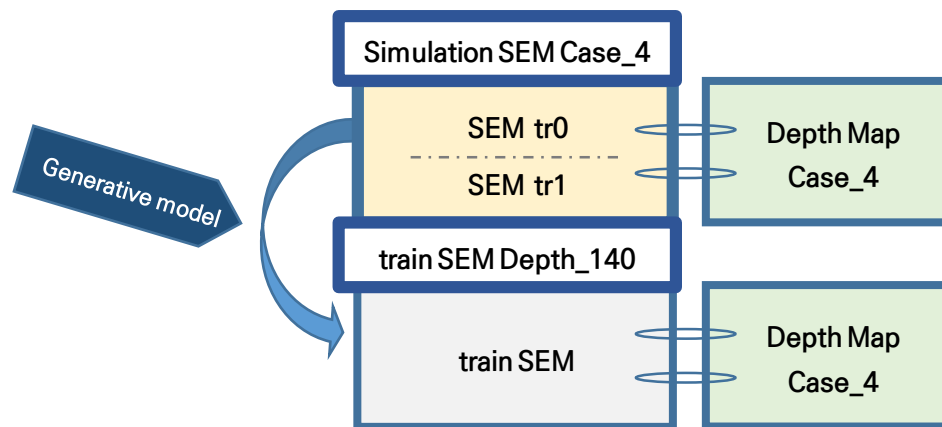 Simulation SEM Case_4
SEM tr0
SEM tr1
Depth Map
Case_4
Generative model
train SEM Depth_140
train SEM
Depth Map
Case_4